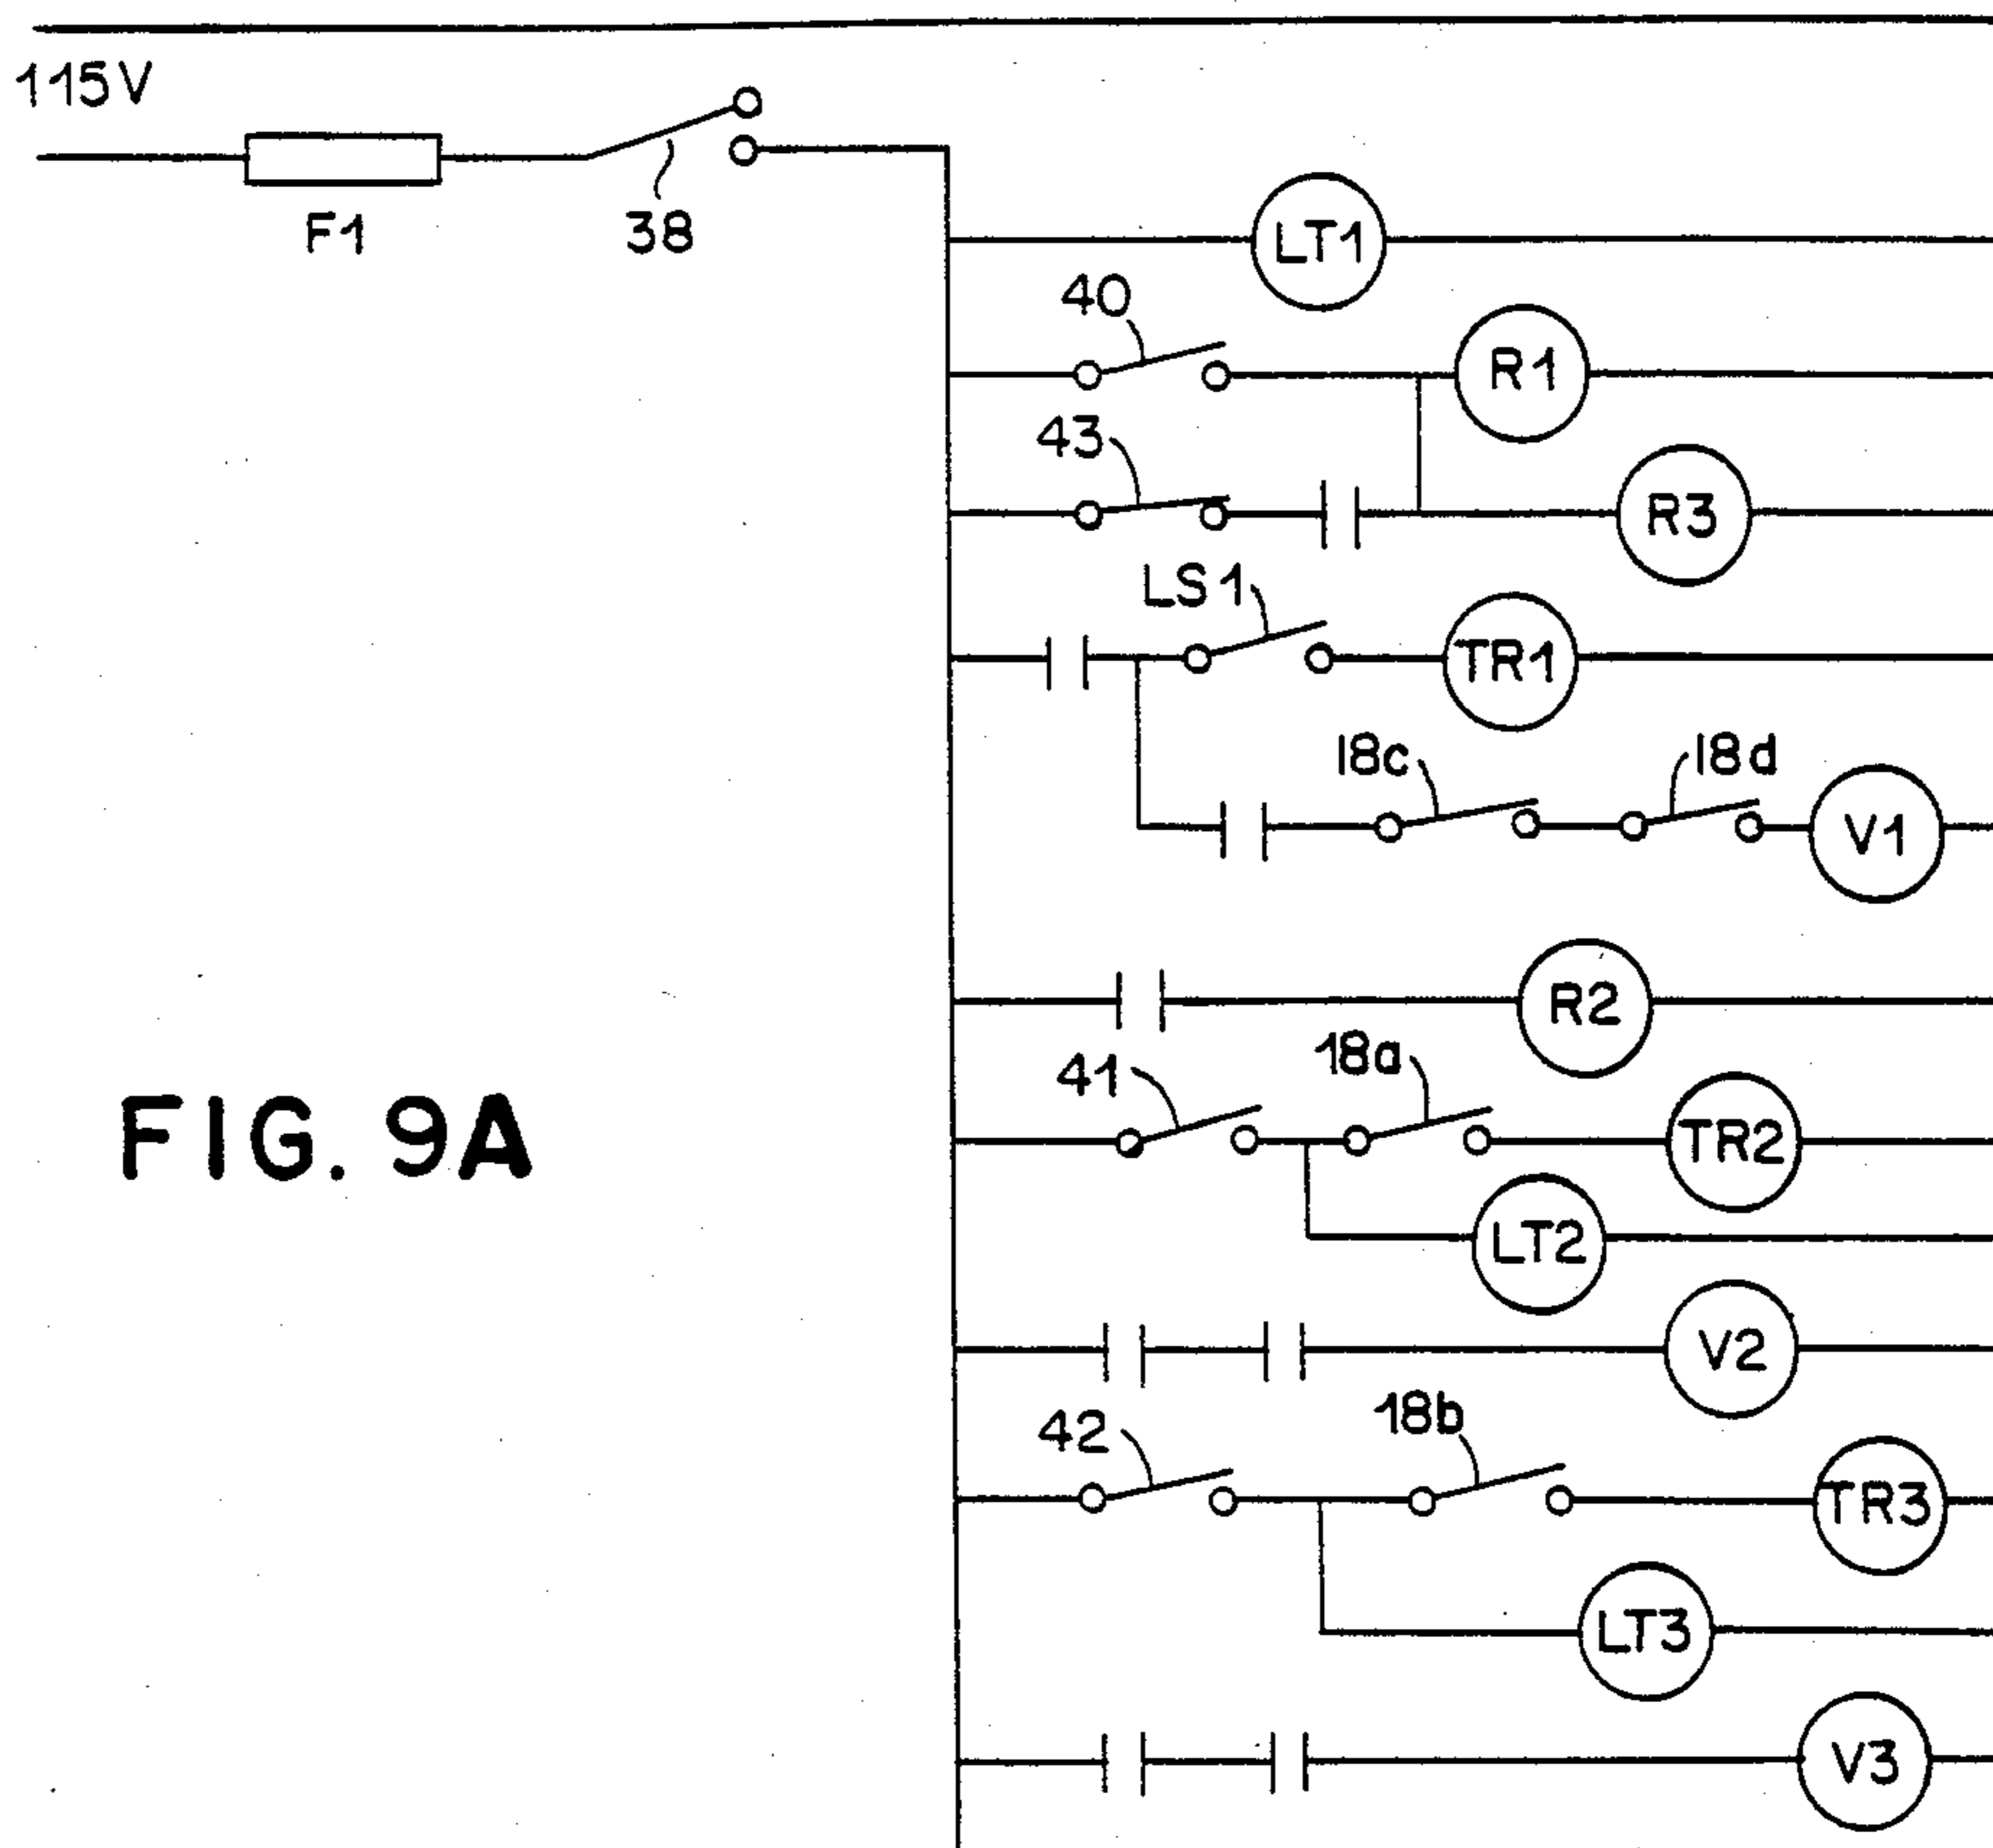 115V
F1
38
LT1
40
R1
43
R3
LS1
TR1
18c
18d
V1
R2
41
18a
TR2
LT2
V2
42
18b
TR3
LT3
V3
FIG. 9A